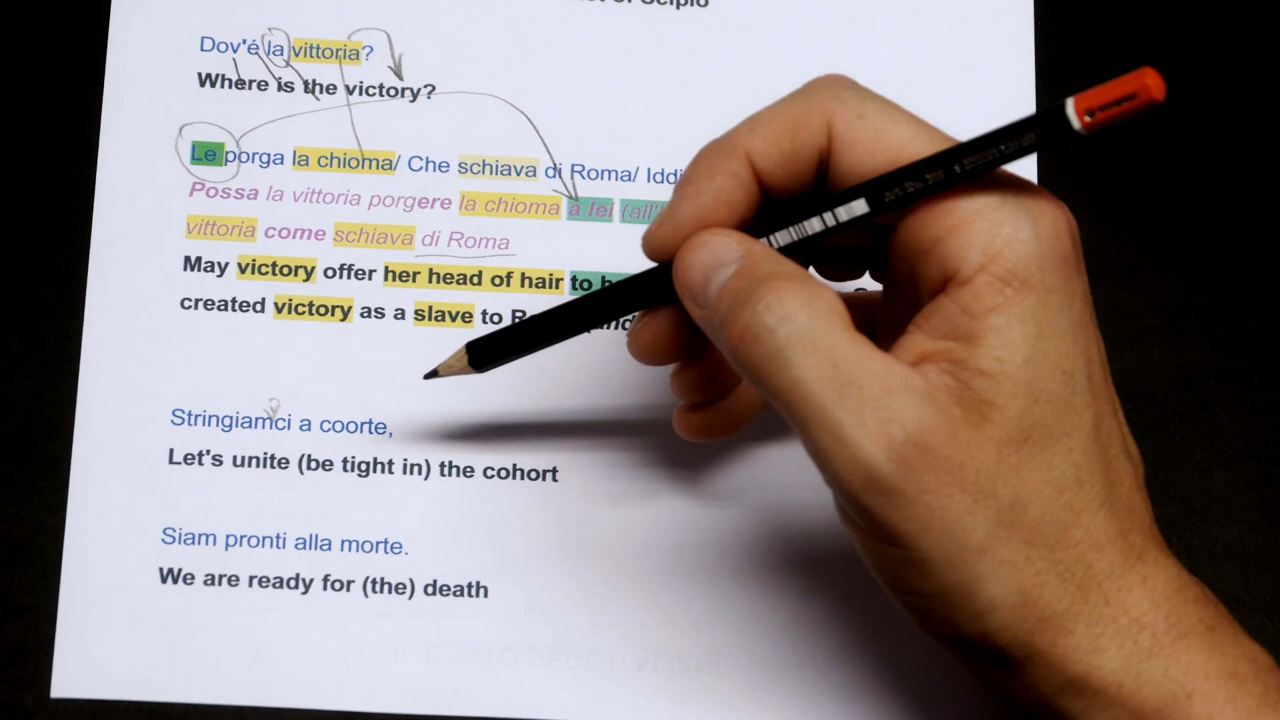 Scipio
Dov'é la vittoria?
Where is the victory?
Le porga la chioma/ Che schiava di Roma/ Iddi
Possa la vittoria porgere la chioma a lei (all'
vittoria come schiava di Roma
May victory offer her head of hair to
created victory as a slave to
Stringiamci a coorte,
Let's unite (be tight in) the cohort
Siam pronti alla morte.
We are ready for (the) death